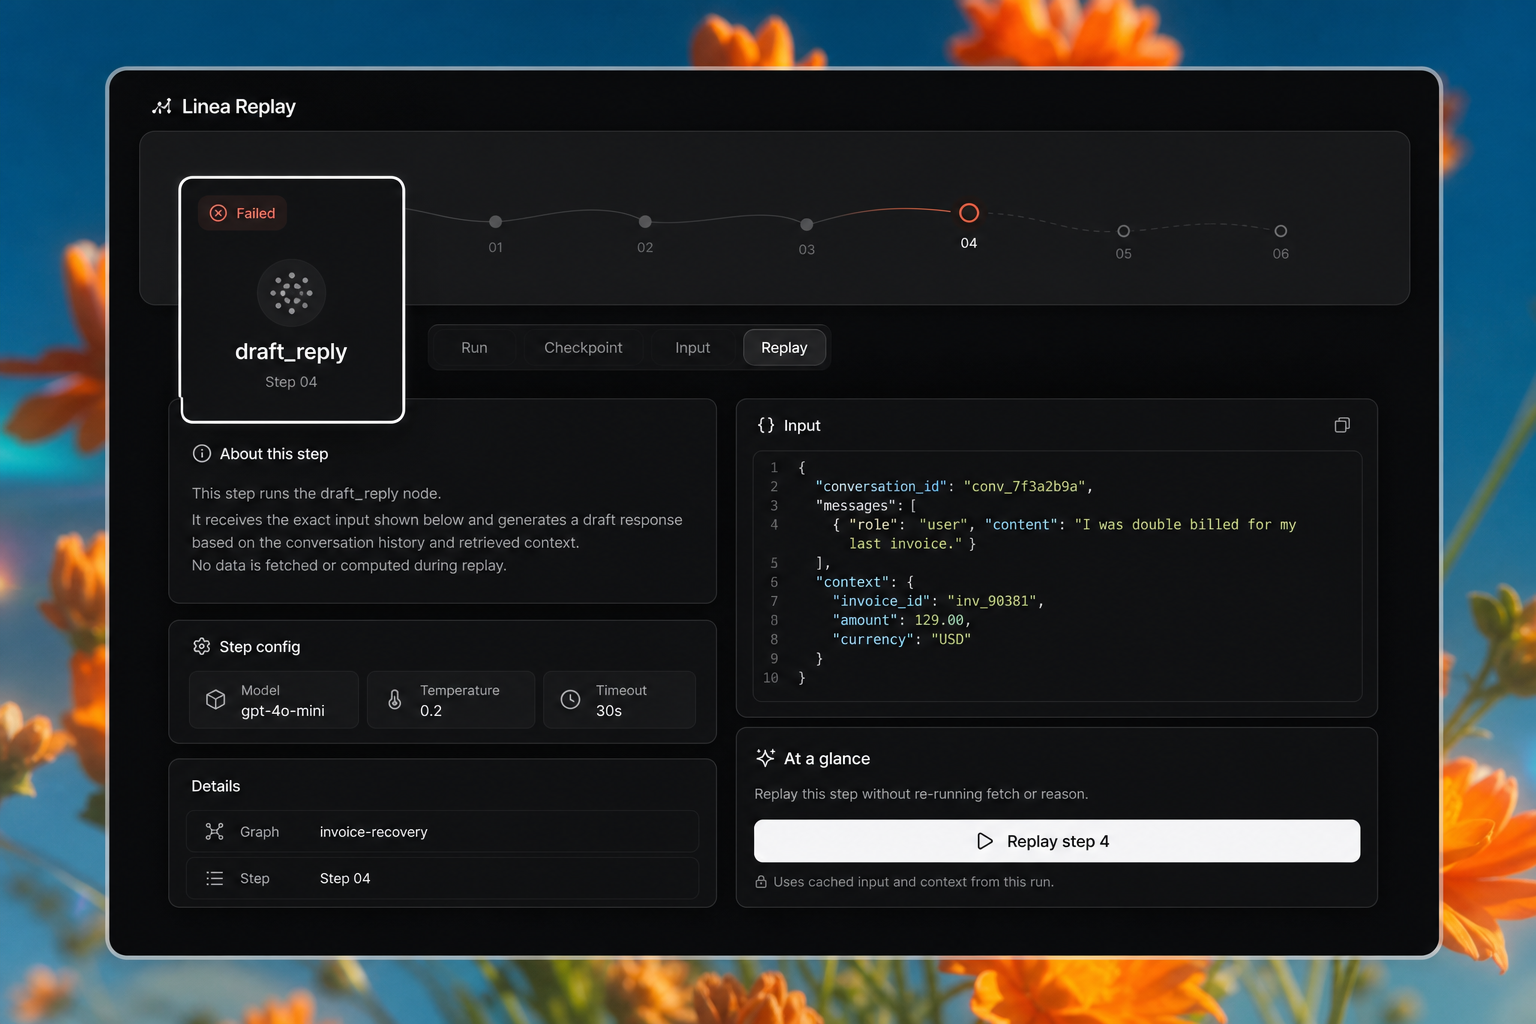 Linea Replay
Failed
draft_reply
Step 04
01
02
03
04
05
06
Run
Checkpoint
Input
Replay
About this step
This step runs the draft_reply node.
It receives the exact input shown below and generates a draft response
based on the conversation history and retrieved context.
No data is fetched or computed during replay.
Step config
Model
gpt-4o-mini
Temperature
0.2
Timeout
30s
Details
Graph invoice-recovery
Step Step 04
{} Input
1 {
2 "conversation_id": "conv_7f3a2b9a",
3 "messages": [
4 { "role": "user", "content": "I was double billed for my
last invoice." }
5 ],
6 "context": {
7 "invoice_id": "inv_90381",
8 "amount": 129.00,
8 "currency": "USD"
9 }
10 }
At a glance
Replay this step without re-running fetch or reason.
Replay step 4
Uses cached input and context from this run.